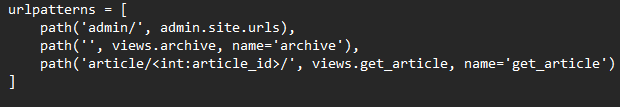 urlpatterns = [
    path('admin/', admin.site.urls),
    path('', views.archive, name='archive'),
    path('article/<int:article_id>/', views.get_article, name='get_article')
]